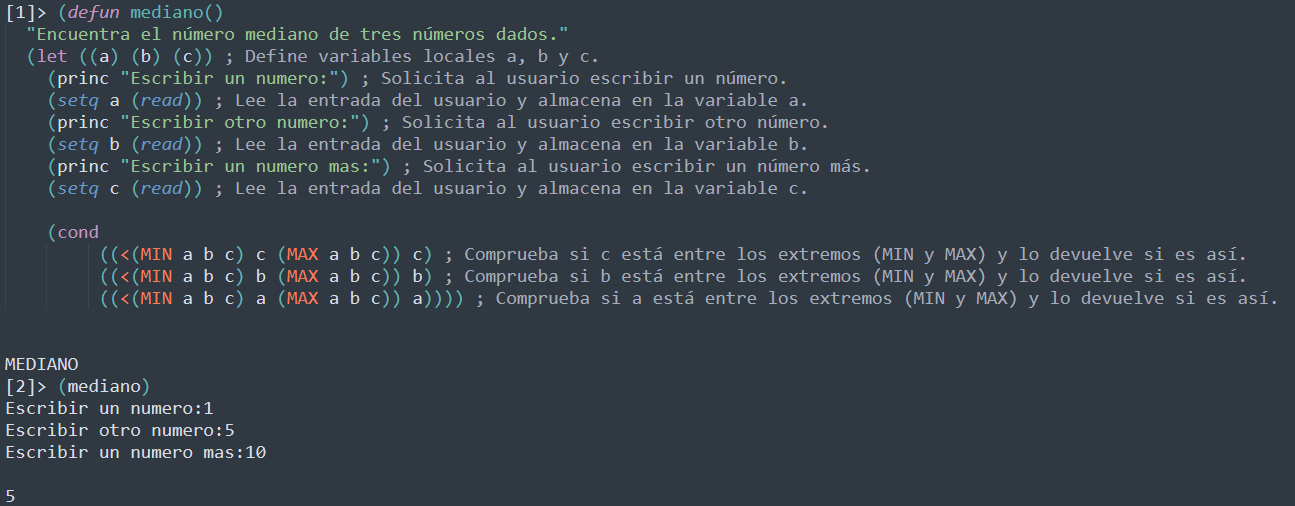 [1]> (defun mediano()
"Encuentra el número mediano de tres números dados."
(let ((a) (b) (c)) ; Define variables locales a, b y c.
(princ "Escribir un numero:") ; Solicita al usuario escribir un número.
(setq a (read)) ; Lee la entrada del usuario y almacena en la variable a.
(princ "Escribir otro numero:") ; Solicita al usuario escribir otro número.
(setq b (read)) ; Lee la entrada del usuario y almacena en la variable b.
(princ "Escribir un numero mas:") ; Solicita al usuario escribir un número más.
(setq c (read)) ; Lee la entrada del usuario y almacena en la variable c.
(cond
((<(MIN a b c) c (MAX a b c)) c) ; Comprueba si c está entre los extremos (MIN y MAX) y lo devuelve si es así.
((<(MIN a b c) b (MAX a b c)) b) ; Comprueba si b está entre los extremos (MIN y MAX) y lo devuelve si es así.
((<(MIN a b c) a (MAX a b c)) a)))) ; Comprueba si a está entre los extremos (MIN y MAX) y lo devuelve si es así.
MEDIANO
[2]> (mediano)
Escribir un numero:1
Escribir otro numero:5
Escribir un numero mas:10
5